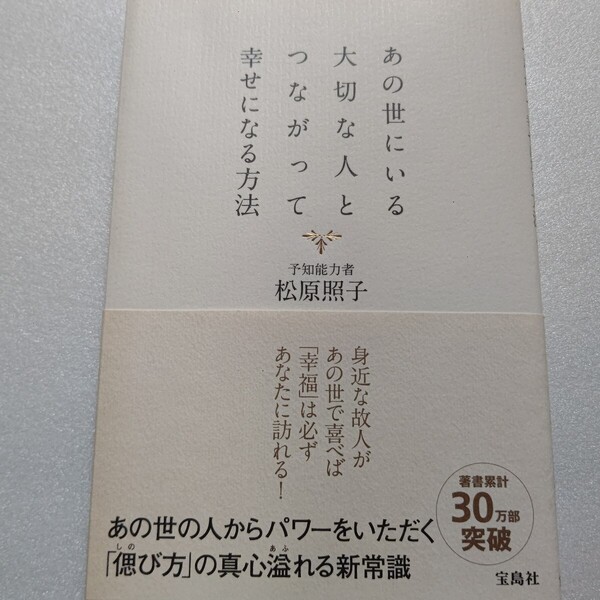 あの世にいる
大切な人と
つながって
幸せになる方法
予知能力者
松原照子
身近な故人が
あの世で喜べば
「幸福」は必ず
あなたに訪れる！
著書累計
30万部
突破
あの世の人からパワーをいただく
「偲び方」の真心溢れる新常識
しの
あふ
宝島社